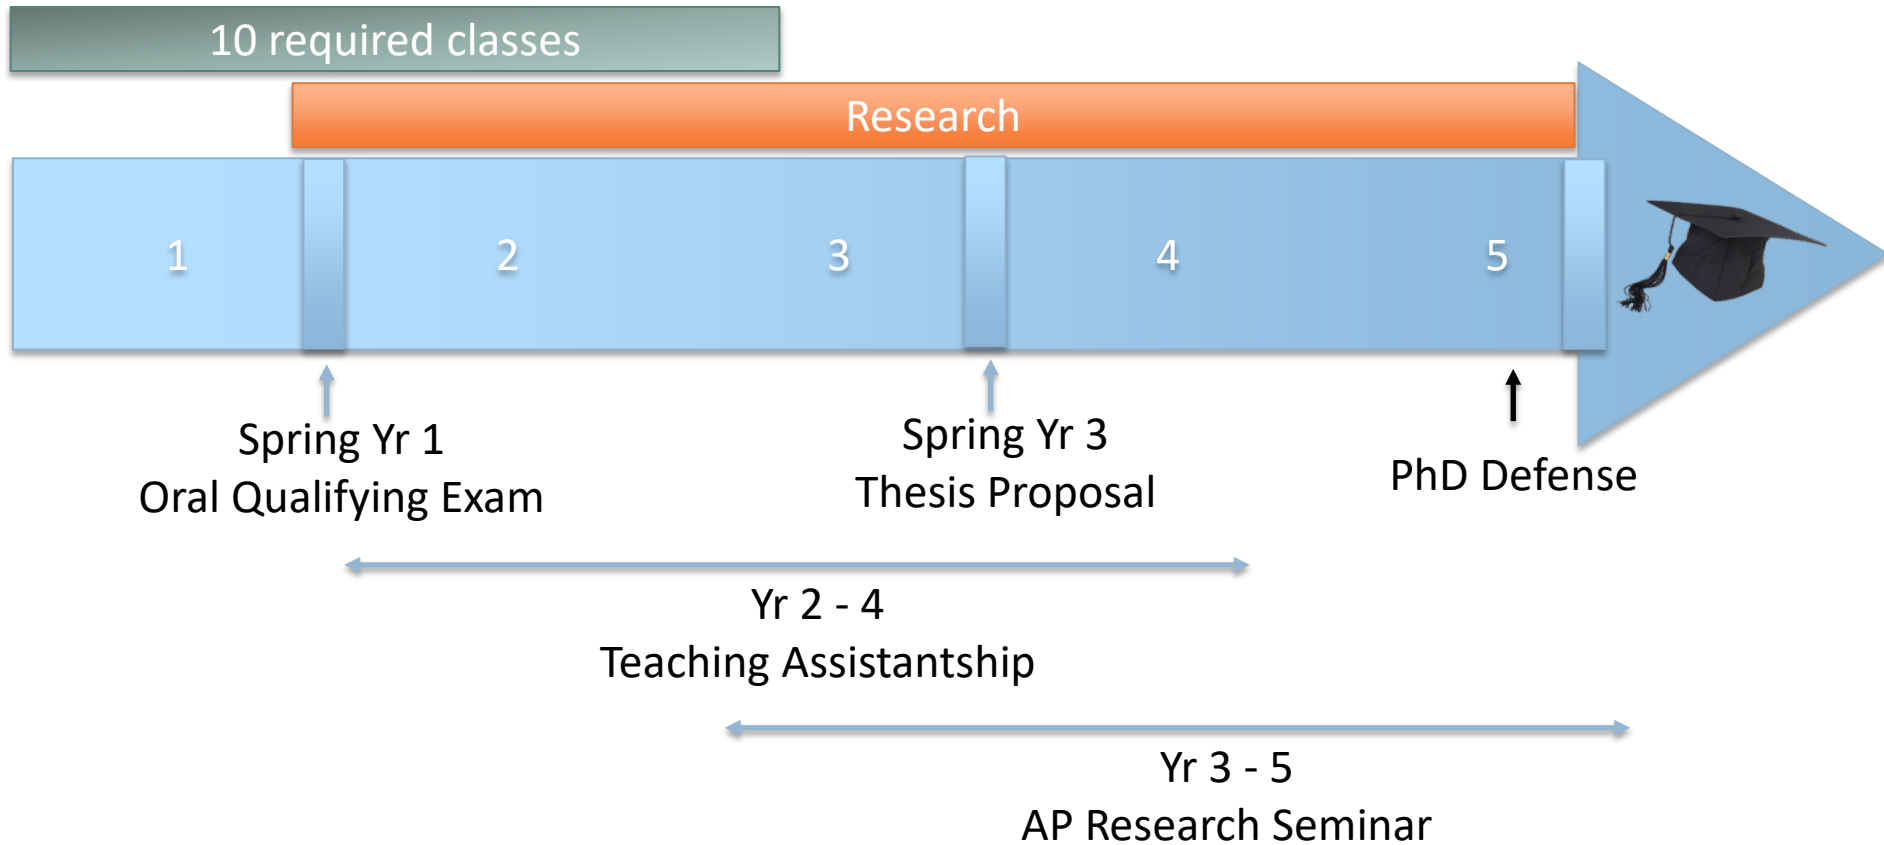 10 required classes
Research
1
2
3
4
5
Spring Yr 1
Oral Qualifying Exam
Spring Yr 3
Thesis Proposal
PhD Defense
Yr 2 - 4
Teaching Assistantship
Yr 3 - 5
AP Research Seminar